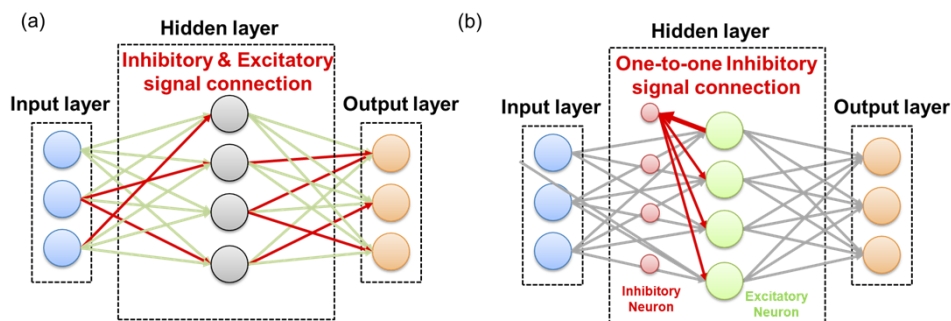 (a)
Hidden layer
Inhibitory & Excitatory
signal connection
Input layer
Output layer
(b)
Hidden layer
One-to-one Inhibitory
signal connection
Input layer
Output layer
Inhibitory
Neuron
Excitatory
Neuron